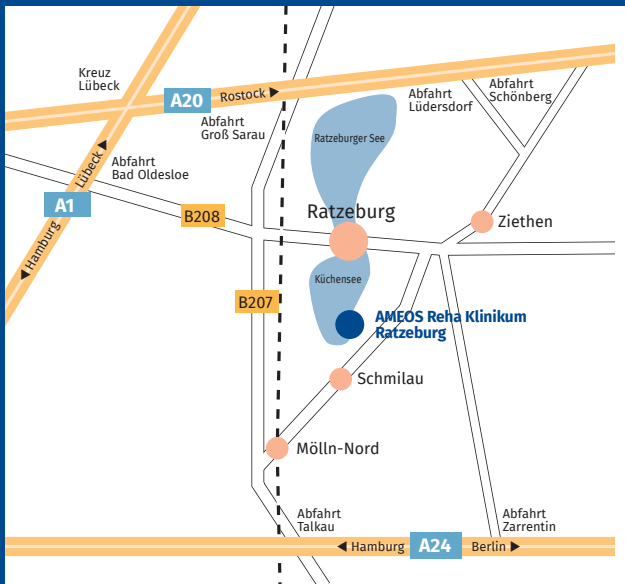 Kreuz
Lübeck
A20
Rostock
Abfahrt
Groß Sarau
Abfahrt
Lüdersdorf
Abfahrt
Schönberg
Ratzeburger See
Lübeck
Abfahrt
Bad Oldesloe
A1
Hamburg
B208
Ratzeburg
Ziethen
Küchensee
B207
AMEOS Reha Klinikum
Ratzeburg
Schmilau
Mölln-Nord
Abfahrt
Talkau
Abfahrt
Zarrentin
Hamburg
A24
Berlin